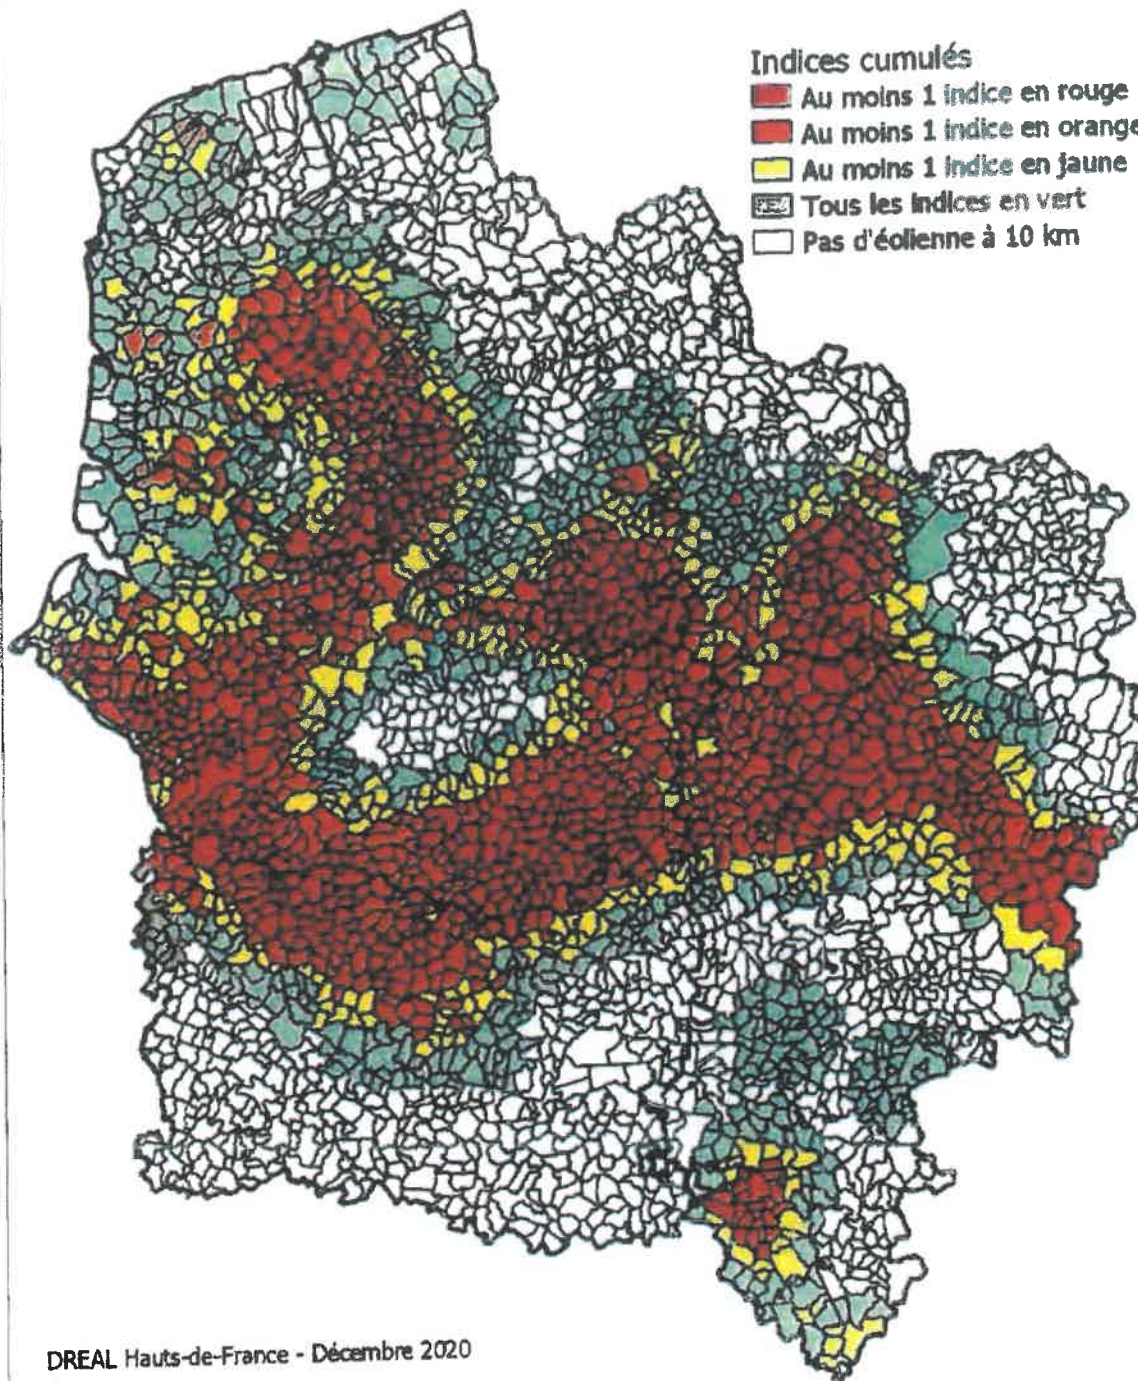 Indices cumulés
Au moins 1 indice en rouge
Au moins 1 indice en orange
Au moins 1 indice en jaune
Tous les indices en vert
Pas d'éolienne à 10 km
DREAL Hauts-de-France - Décembre 2020